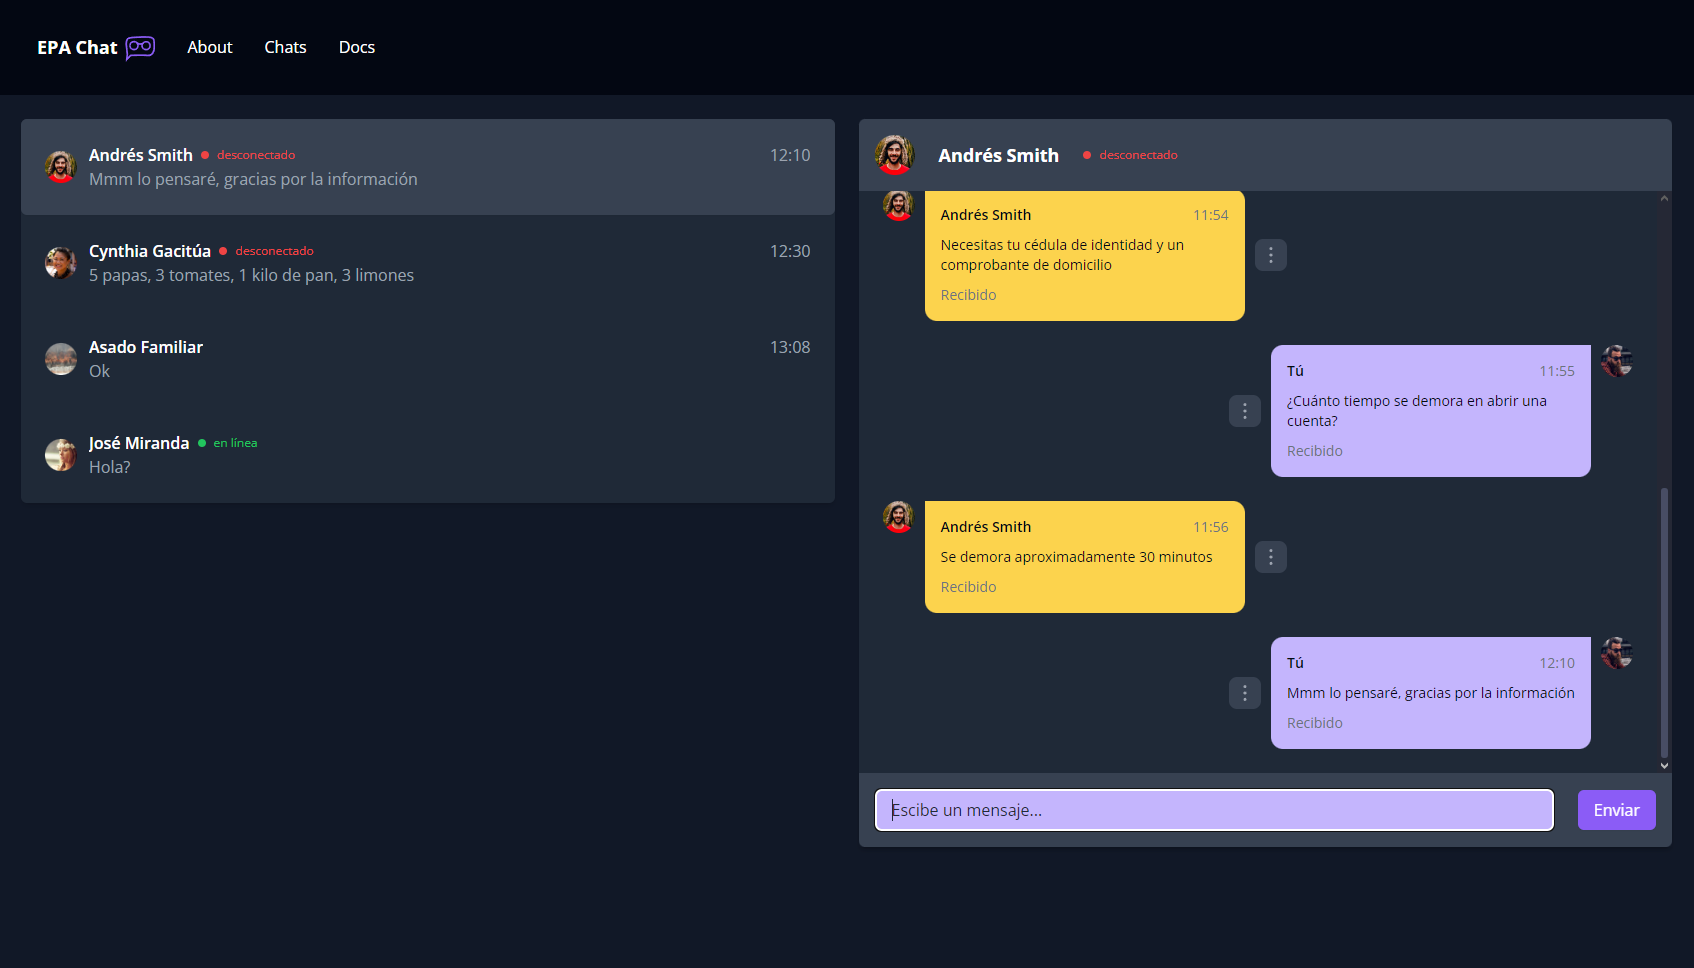 EPA Chat
About
Chats
Docs
Andrés Smith desconectado 12:10
Mmm lo pensaré, gracias por la información
Cynthia Gacitúa desconectado 12:30
5 papas, 3 tomates, 1 kilo de pan, 3 limones
Asado Familiar 13:08
Ok
José Miranda en línea
Hola?
Andrés Smith desconectado
Andrés Smith 11:54
Necesitas tu cédula de identidad y un
comprobante de domicilio
Recibido
Tú 11:55
¿Cuánto tiempo se demora en abrir una
cuenta?
Recibido
Andrés Smith 11:56
Se demora aproximadamente 30 minutos
Recibido
Tú 12:10
Mmm lo pensaré, gracias por la información
Recibido
Escibe un mensaje...
Enviar